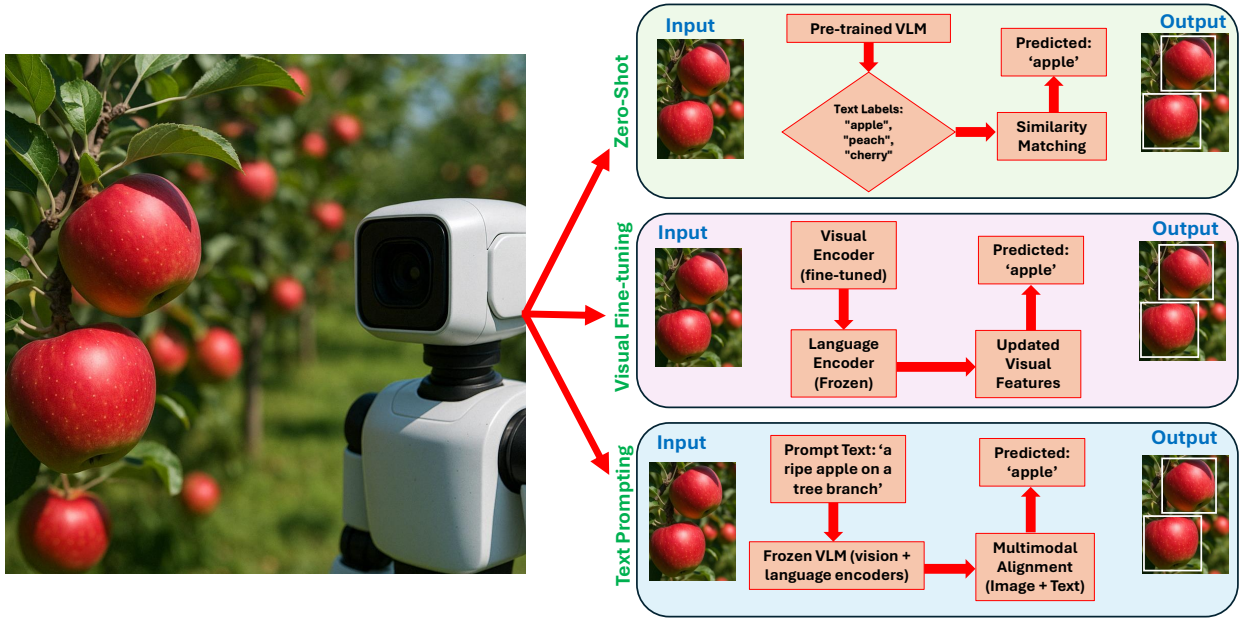 Zero-Shot
Input
Pre-trained VLM
Text Labels:
"apple",
"peach",
"cherry"
Similarity
Matching
Predicted:
‘apple’
Output
Visual Fine-tuning
Input
Visual
Encoder
(fine-tuned)
Language
Encoder
(Frozen)
Updated
Visual
Features
Predicted:
‘apple’
Output
Text Prompting
Input
Prompt Text: ‘a
ripe apple on a
tree branch’
Frozen VLM (vision +
language encoders)
Multimodal
Alignment
(Image + Text)
Predicted:
‘apple’
Output